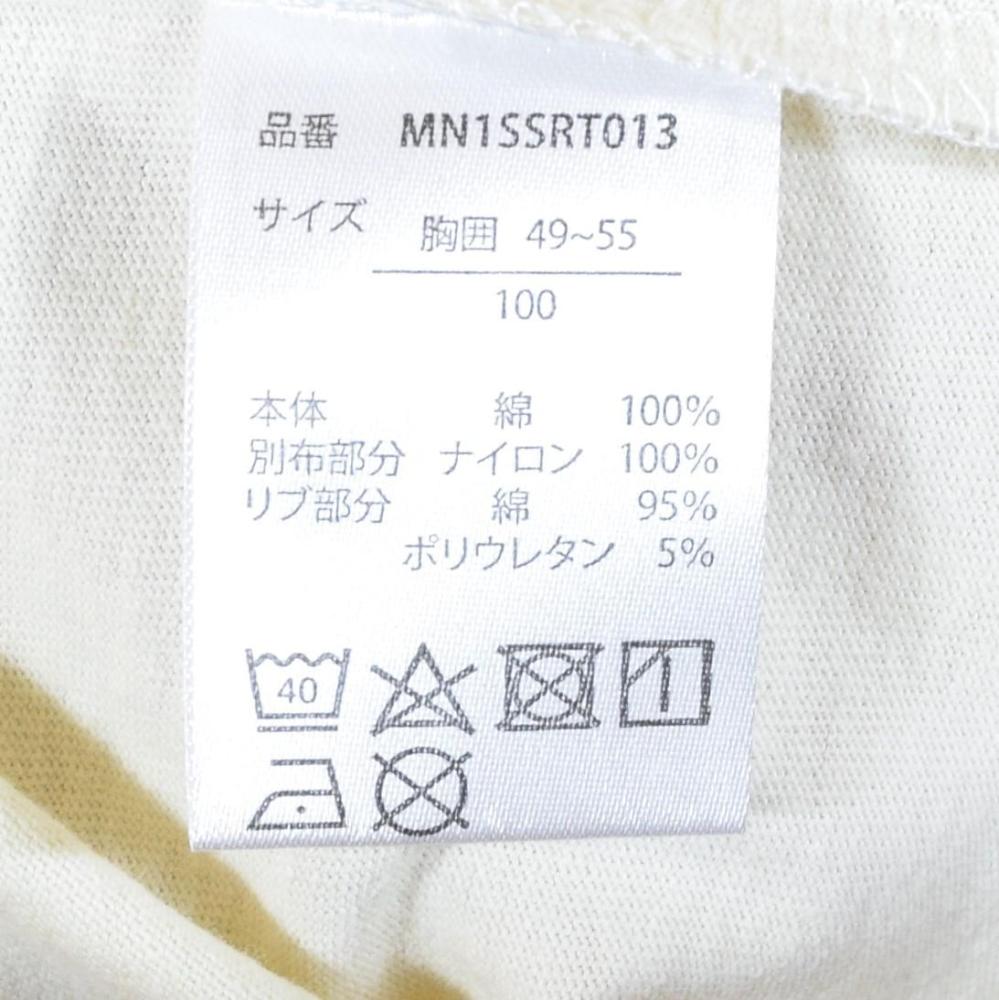 品番 MN1SSRT013
サイズ 胸囲 49~55
100
本体 綿 100%
別布部分 ナイロン 100%
リブ部分 綿 95%
ポリウレタン 5%
40